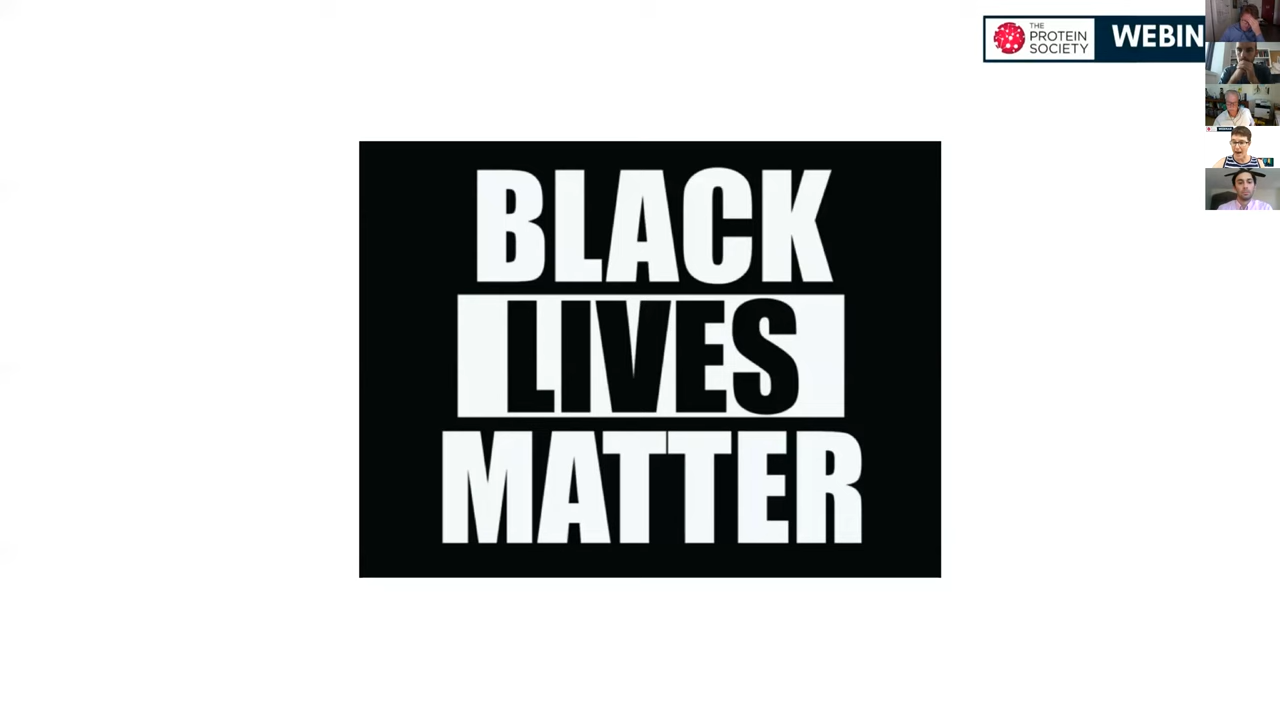 THE
PROTEIN
SOCIETY
WEBIN
BLACK
LIVES
MATTER